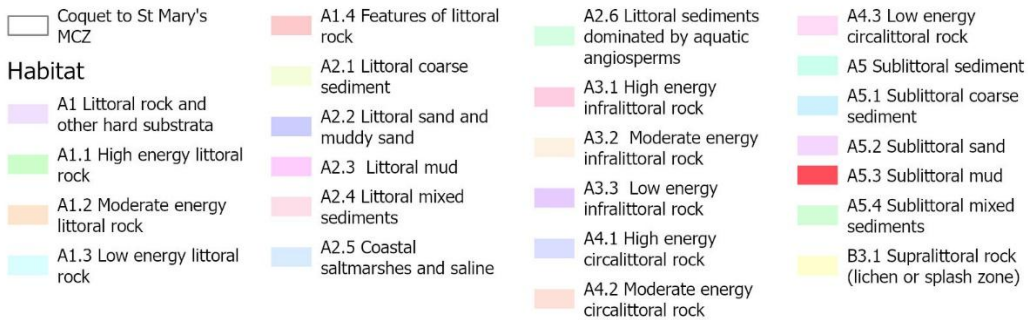 Coquet to St Mary's
MCZ
Habitat
A1 Littoral rock and
other hard substrata
A1.1 High energy littoral
rock
A1.2 Moderate energy
littoral rock
A1.3 Low energy littoral
rock
A1.4 Features of littoral
rock
A2.1 Littoral coarse
sediment
A2.2 Littoral sand and
muddy sand
A2.3 Littoral mud
A2.4 Littoral mixed
sediments
A2.5 Coastal
saltmarshes and saline
A2.6 Littoral sediments
dominated by aquatic
angiosperms
A3.1 High energy
infralittoral rock
A3.2 Moderate energy
infralittoral rock
A3.3 Low energy
infralittoral rock
A4.1 High energy
circalittoral rock
A4.2 Moderate energy
circalittoral rock
A4.3 Low energy
circalittoral rock
A5 Sublittoral sediment
A5.1 Sublittoral coarse
sediment
A5.2 Sublittoral sand
A5.3 Sublittoral mud
A5.4 Sublittoral mixed
sediments
B3.1 Supralittoral rock
(lichen or splash zone)